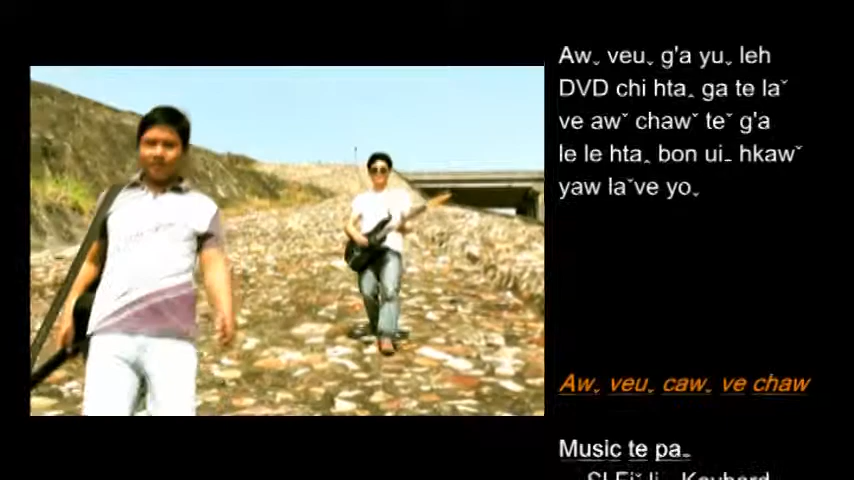 Aw˯ veu˯ g'a yu˯ leh
DVD chi hta˰ ga te laˇ
ve awˇ chawˇ teˇ g'a
le le hta˰ bon ui˗ hkawˇ
yaw laˇve yo˯
Aw˯ veu˯ caw˯ ve chaw
Music te pa˰